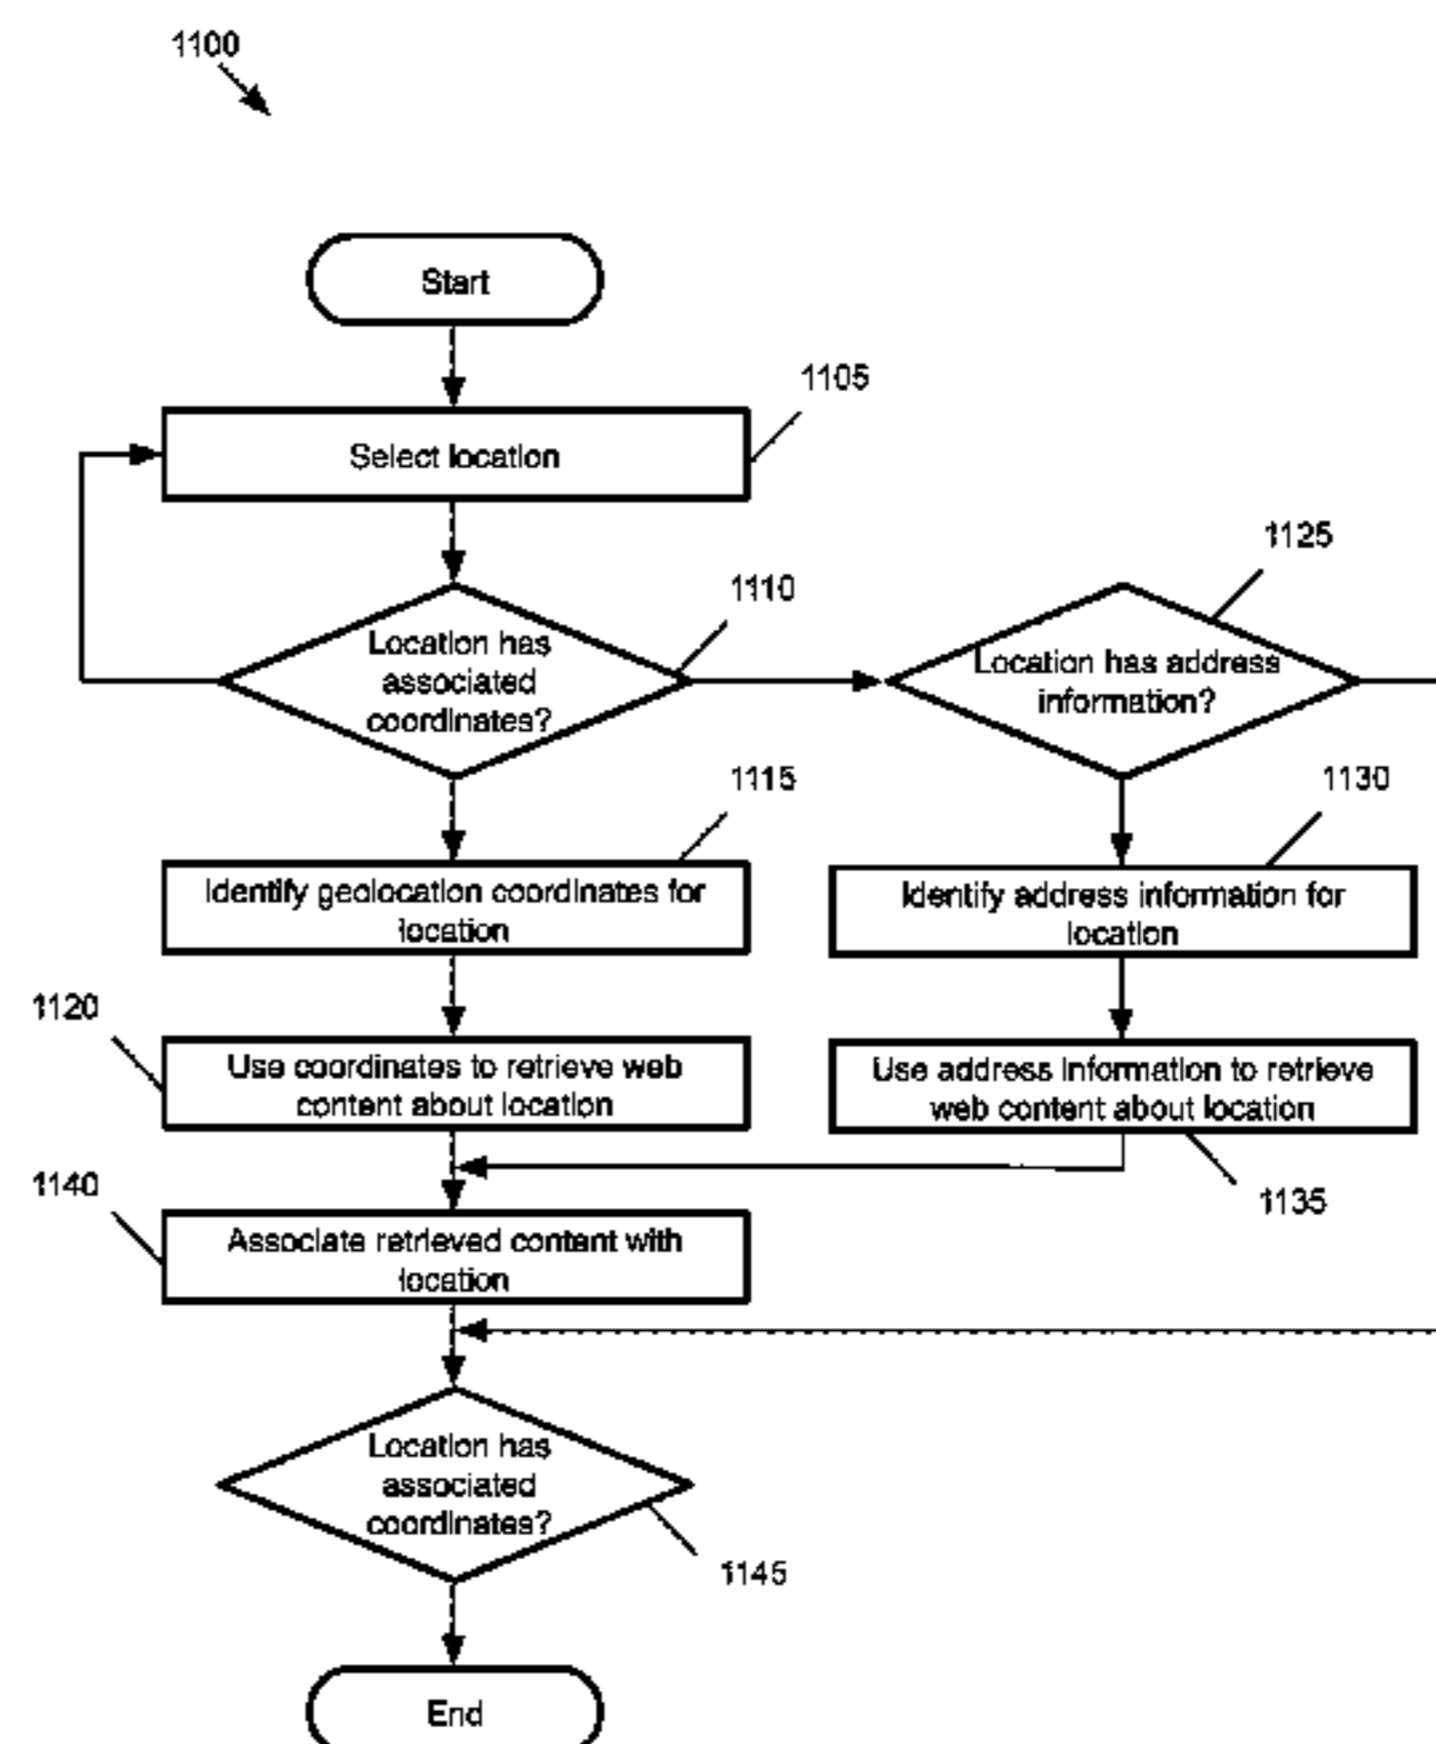 1100
Start
1105
Select location
1110
Location has
associated
coordinates?
1125
Location has address
information?
1115
Identify geolocation coordinates for
location
1130
Identify address information for
location
1120
Use coordinates to retrieve web
content about location
Use address information to retrieve
web content about location
1135
1140
Associate retrieved content with
location
Location has
associated
coordinates?
1145
End